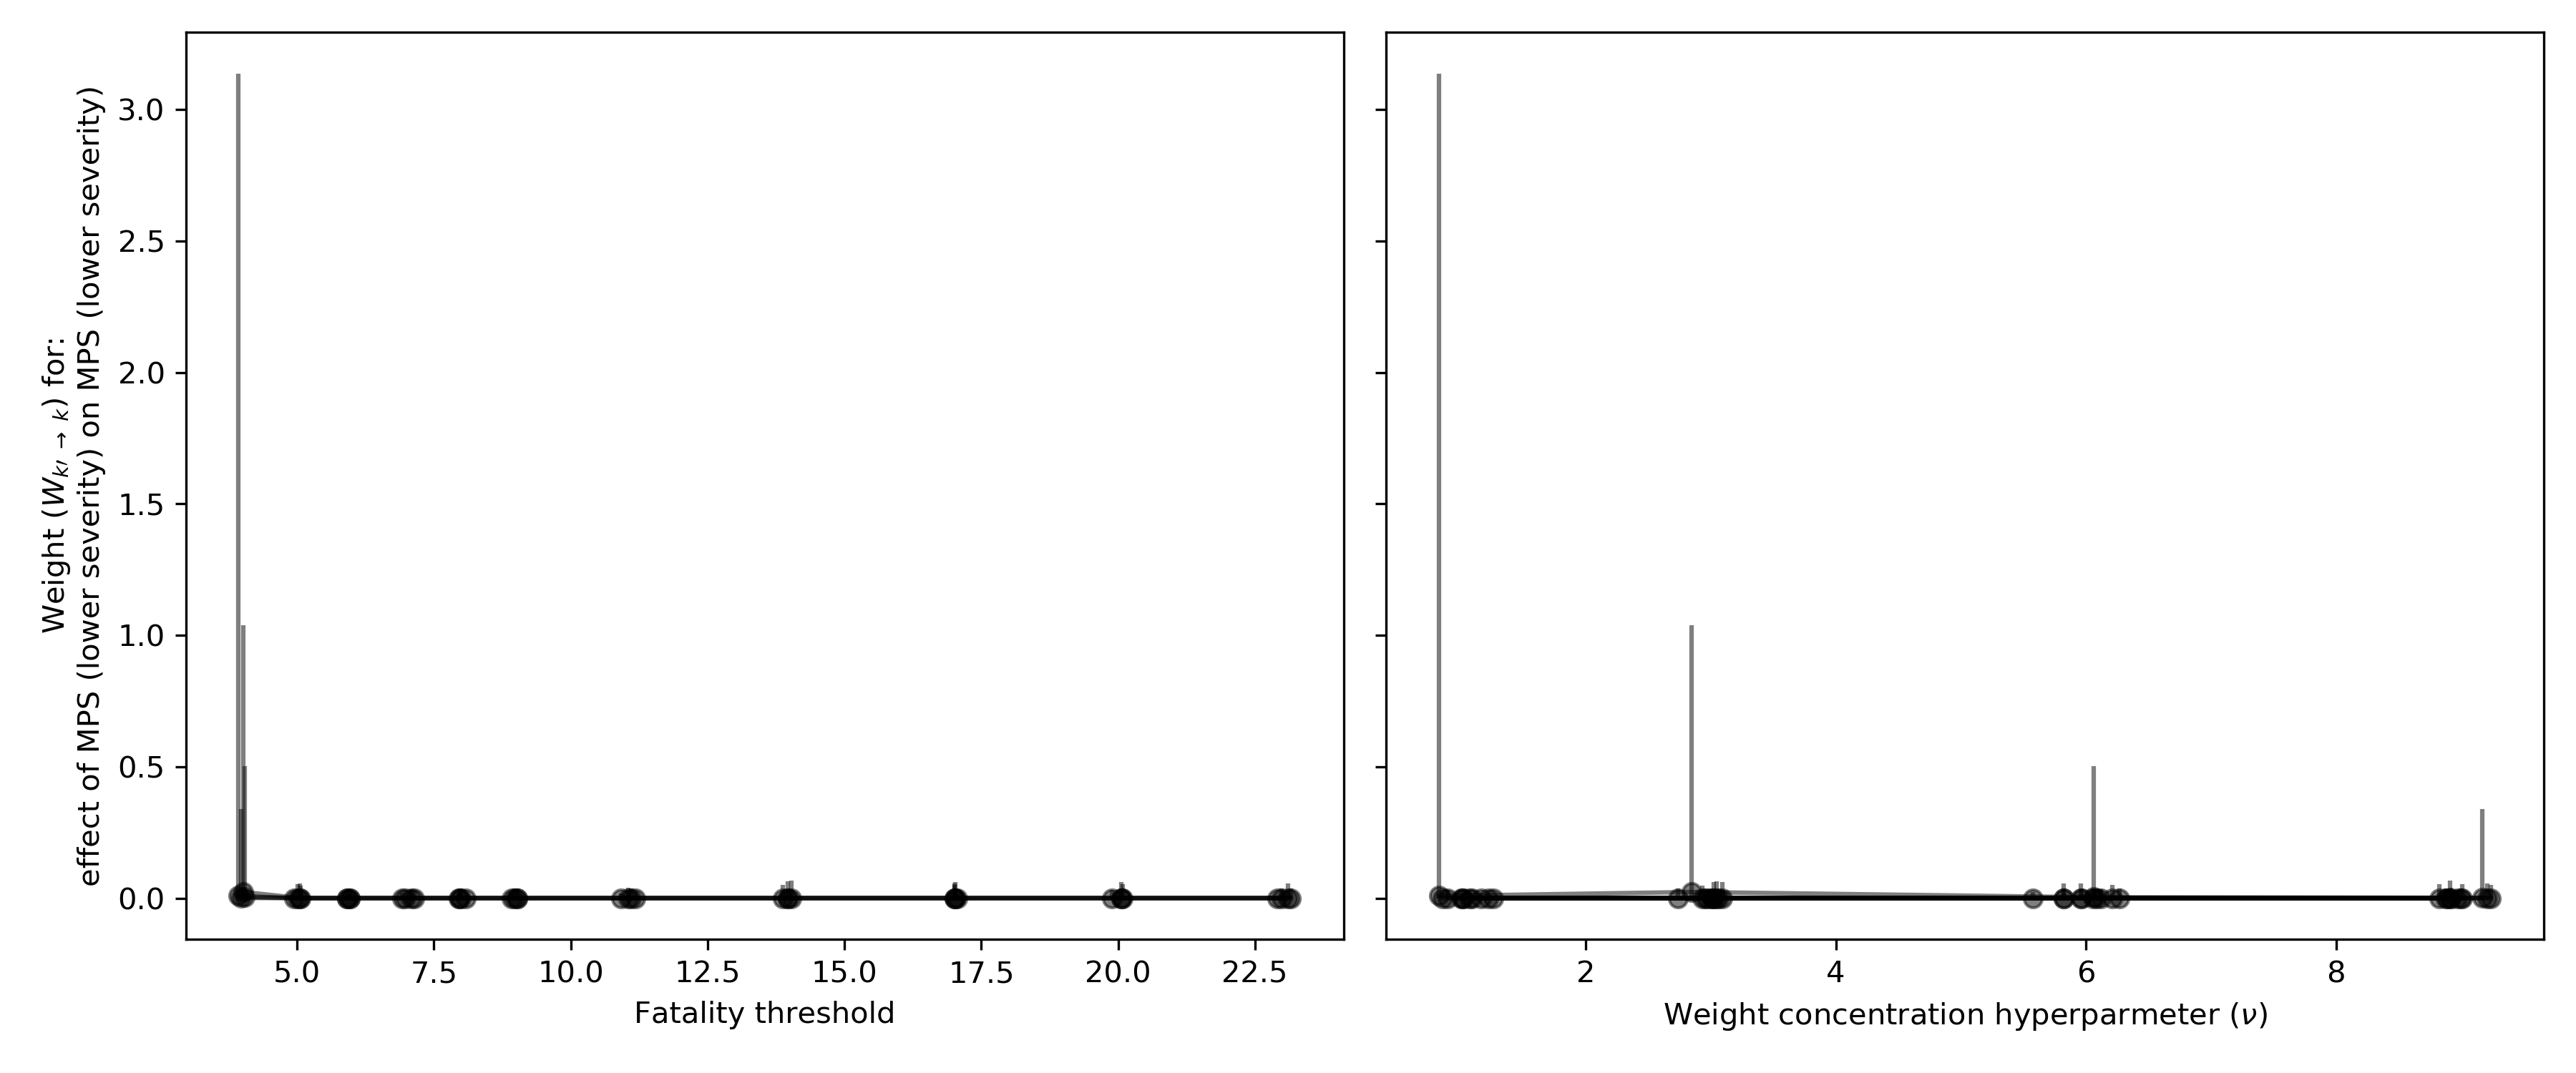 Weight (W_{k′ → k}) for:
effect of MPS (lower severity) on MPS (lower severity)
3.0
2.5
2.0
1.5
1.0
0.5
0.0
5.0 7.5 10.0 12.5 15.0 17.5 20.0 22.5
Fatality threshold
2 4 6 8
Weight concentration hyperparmeter (ν)